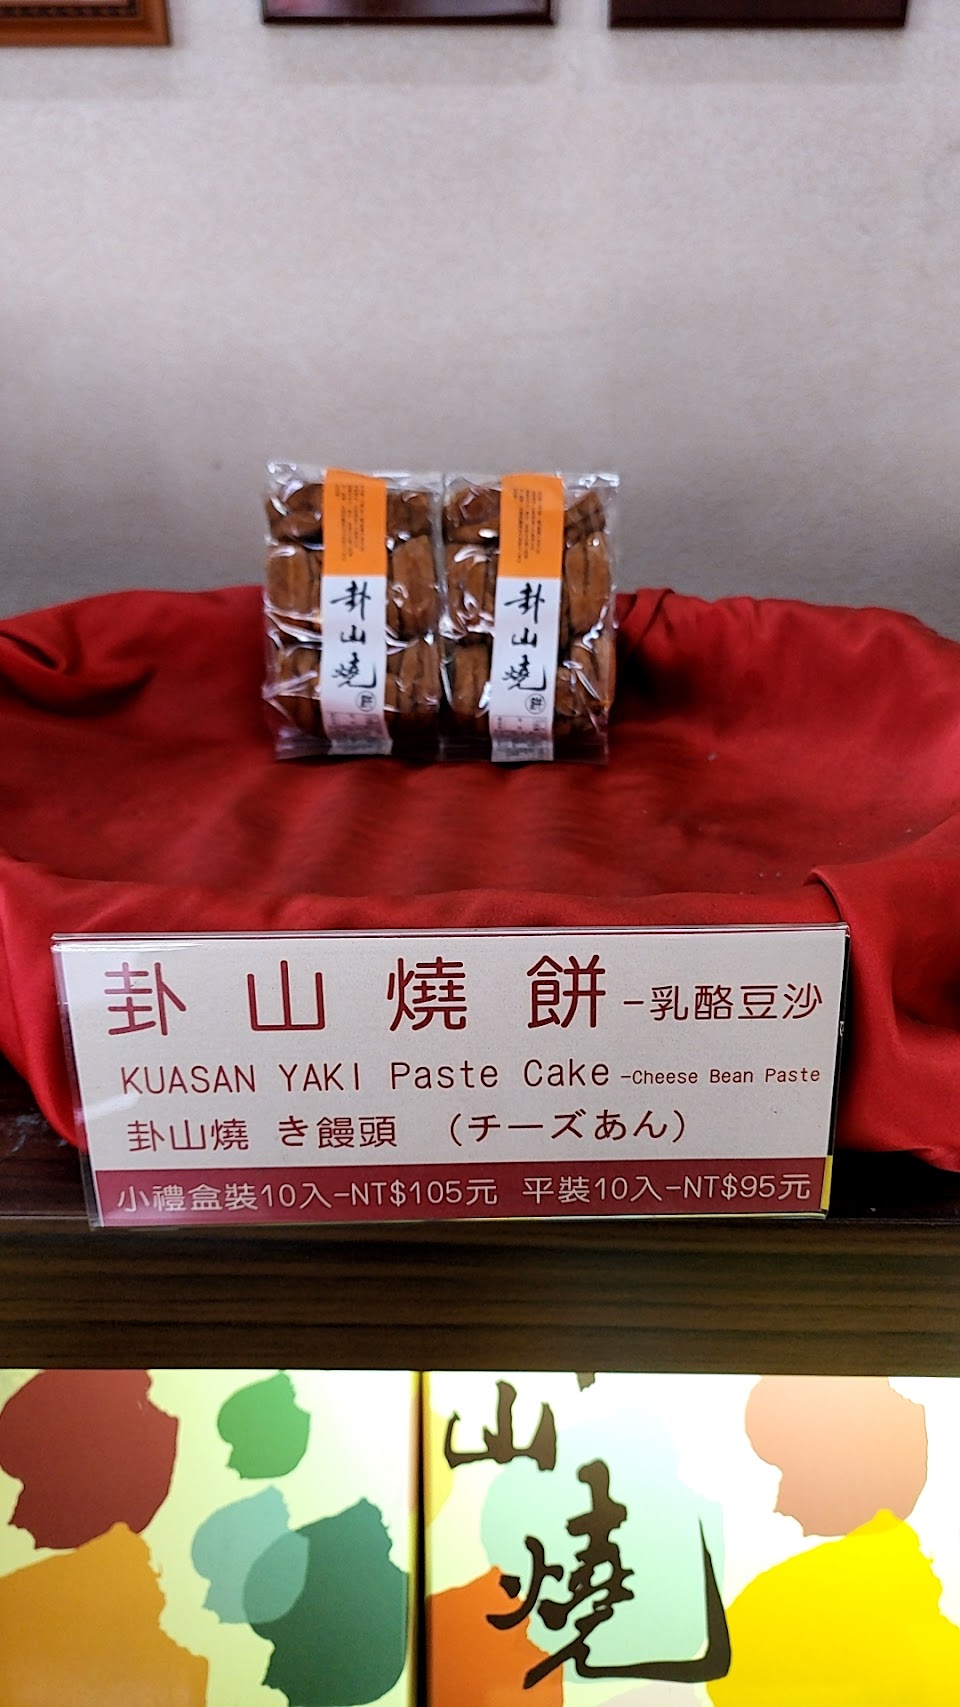 卦山燒餅
卦山燒餅
卦山燒餅-乳酪豆沙
KUASAN YAKI Paste Cake-Cheese Bean Paste
卦山燒 き饅頭 (チーズあん)
小禮盒裝10入-NT$105元 平裝10入-NT$95元
山燒